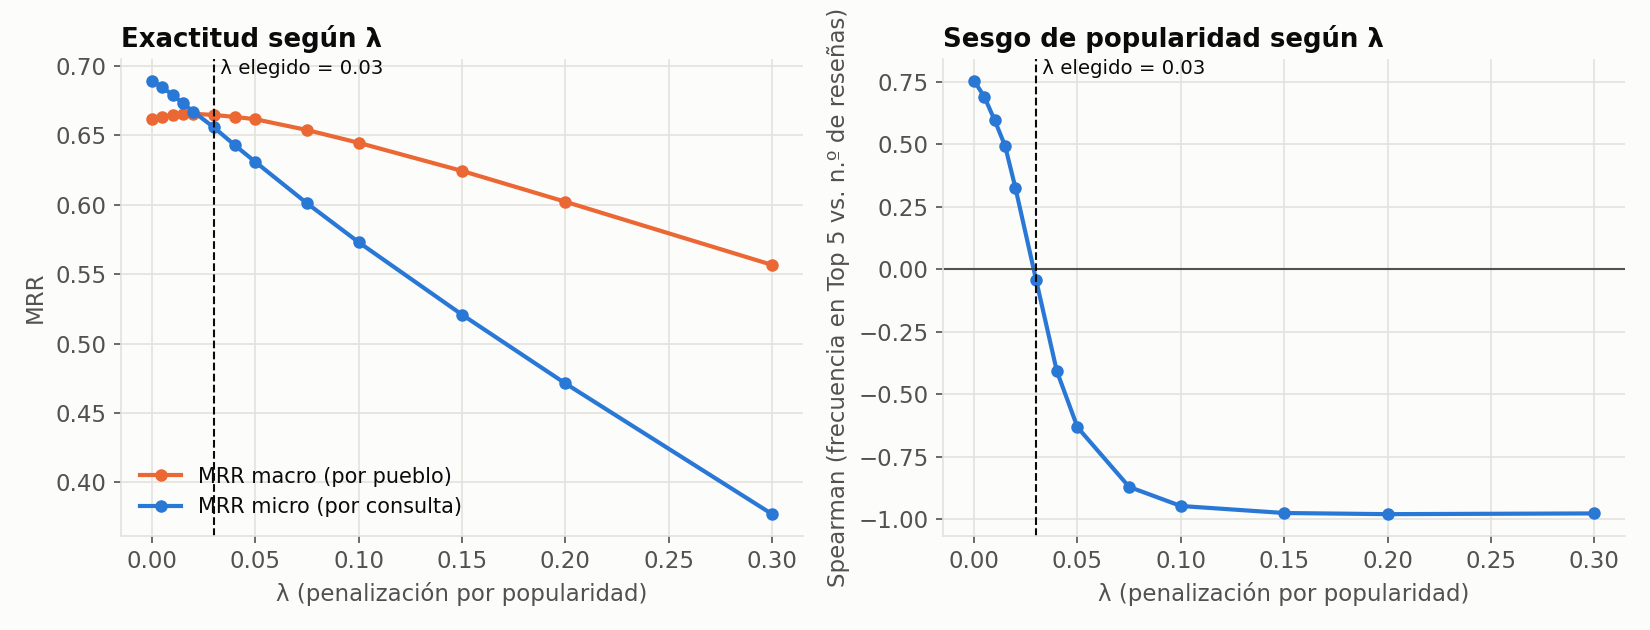 Exactitud según λ
λ elegido = 0.03
MRR
0.70
0.65
0.60
0.55
0.50
0.45
0.40
MRR macro (por pueblo)
MRR micro (por consulta)
0.00 0.05 0.10 0.15 0.20 0.25 0.30
λ (penalización por popularidad)
Sesgo de popularidad según λ
λ elegido = 0.03
Spearman (frecuencia en Top 5 vs. n.º de reseñas)
0.75
0.50
0.25
0.00
−0.25
−0.50
−0.75
−1.00
0.00 0.05 0.10 0.15 0.20 0.25 0.30
λ (penalización por popularidad)